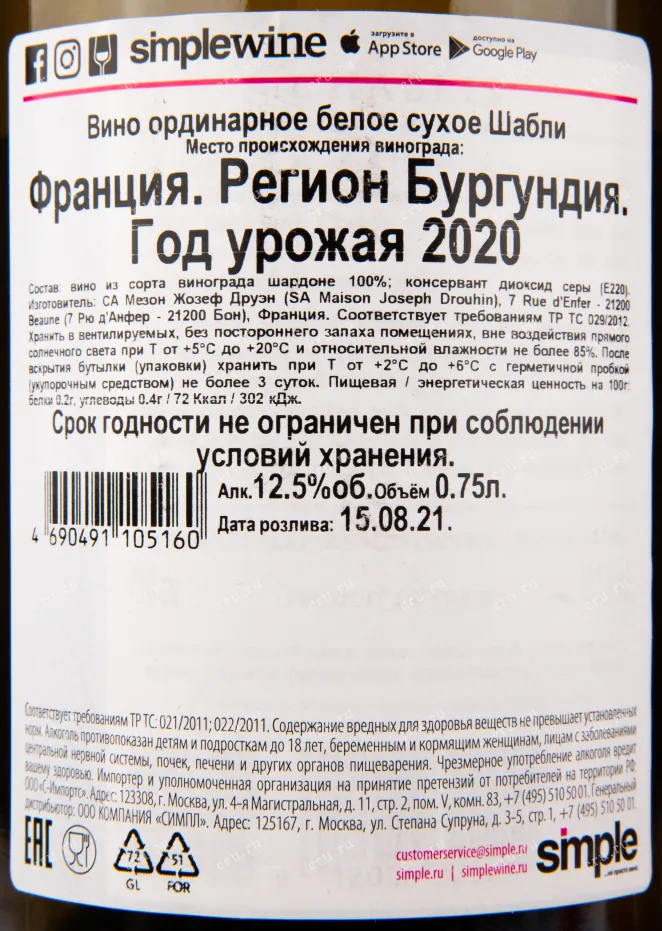 simplewine загрузите в App Store доступно на Google Play
Вино ординарное белое сухое Шабли
Место происхождения винограда:
Франция. Регион Бургундия.
Год урожая 2020
Состав: вино из сорта винограда шардоне 100%; консервант диоксид серы (E220).
Изготовитель: СА Мезон Жозеф Друэн (SA Maison Joseph Drouhin), 7 Rue d'Enfer - 21200
Beaune (7 Рю д'Анфер - 21200 Бон), Франция. Соответствует требованиям ТР ТС 029/2012.
Хранить в вентилируемых, без постороннего запаха помещениях, вне воздействия прямого
солнечного света при Т от +5°С до +20°С и относительной влажности не более 85%. После
вскрытия бутылки (упаковки) хранить при Т от +2°С до +6°С с герметичной пробкой
(укупорочным средством) не более 3 суток. Пищевая / энергетическая ценность на 100г:
белки 0.2г, углеводы 0.4г / 72 Ккал / 302 кДж.
Срок годности не ограничен при соблюдении
условий хранения.
Алк.12.5%об.Объём 0.75л.
Дата розлива: 15.08.21.
4 690491 105160
Соответствует требованиям ТР ТС: 021/2011; 022/2011. Содержание вредных для здоровья веществ не превышает установленных
норм. Алкоголь противопоказан детям и подросткам до 18 лет, беременным и кормящим женщинам, лицам с заболеваниями
центральной нервной системы, почек, печени и других органов пищеварения. Чрезмерное употребление алкоголя вредит
вашему здоровью. Импортер и уполномоченная организация на принятие претензий от потребителей на территории РФ:
ООО«С-Импортс». Адрес: 123308, г. Москва, ул. 4-я Магистральная, д. 11, стр. 2, пом. V, комн. 83, +7 (495) 510 50 01. Генеральный
дистрибьютор: ООО КОМПАНИЯ «СИМПЛ». Адрес: 125167, г. Москва, ул. Степана Супруна, д. 3-5, стр. 1, +7 (495) 510 50 01.
EAC
72
GL
51
FOR
customerservice@simple.ru
simple.ru | simplewine.ru
simple
...не просто вино
cru.ru